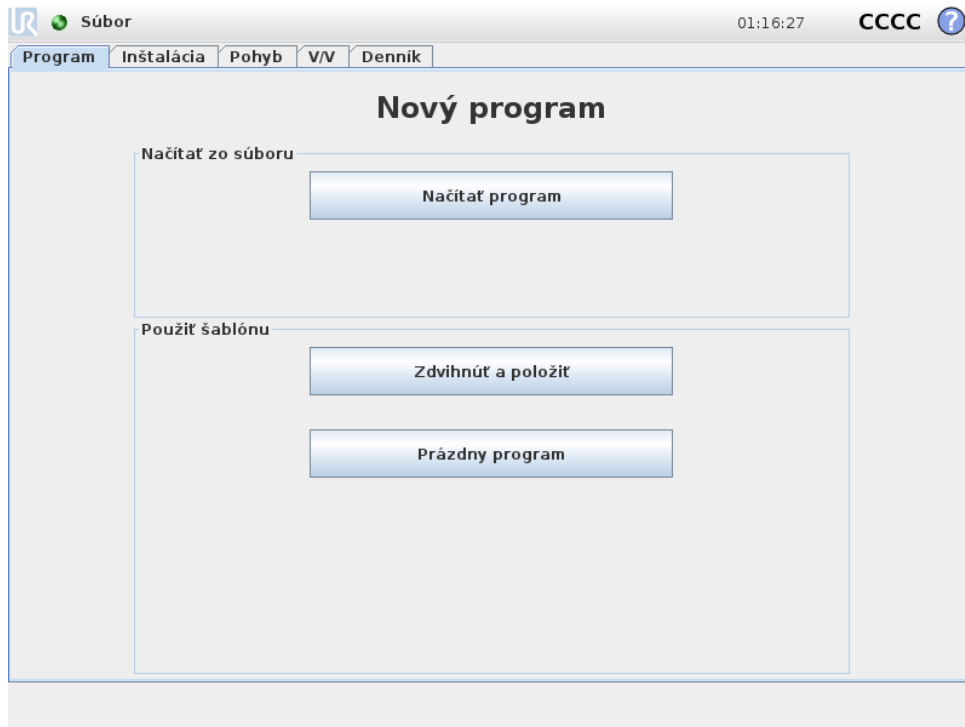 UR Súbor 01:16:27 CCCC ?
Program Inštalácia Pohyb V/V Denník
Nový program
Načítať zo súboru
Načítať program
Použiť šablónu
Zdvihnúť a položiť
Prázdny program